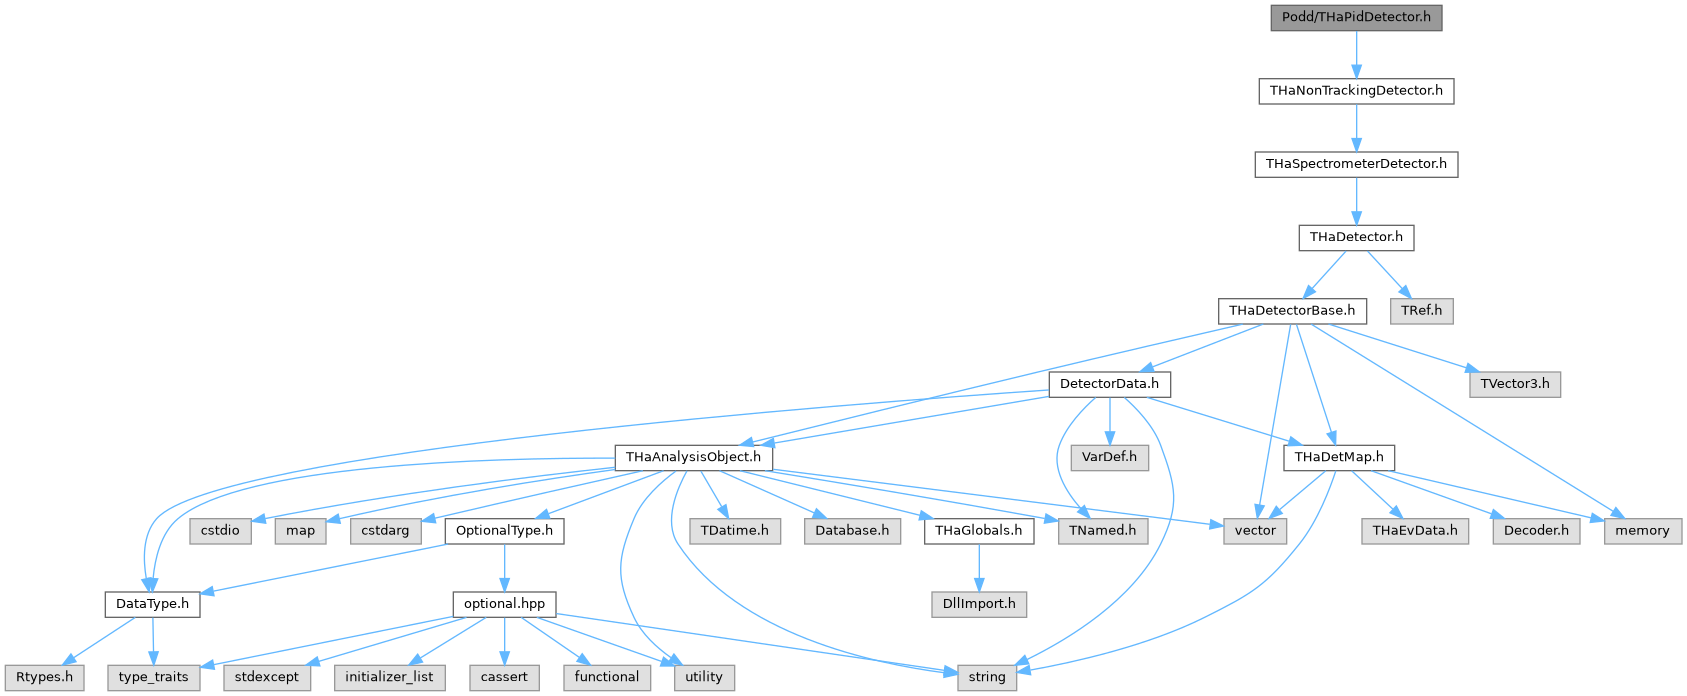 Podd/THaPidDetector.h
THaNonTrackingDetector.h
THaSpectrometerDetector.h
THaDetector.h
THaDetectorBase.h
TRef.h
DetectorData.h
TVector3.h
THaAnalysisObject.h
VarDef.h
THaDetMap.h
cstdio
map
cstdarg
OptionalType.h
TDatime.h
Database.h
THaGlobals.h
TNamed.h
vector
THaEvData.h
Decoder.h
memory
DataType.h
optional.hpp
DllImport.h
Rtypes.h
type_traits
stdexcept
initializer_list
cassert
functional
utility
string